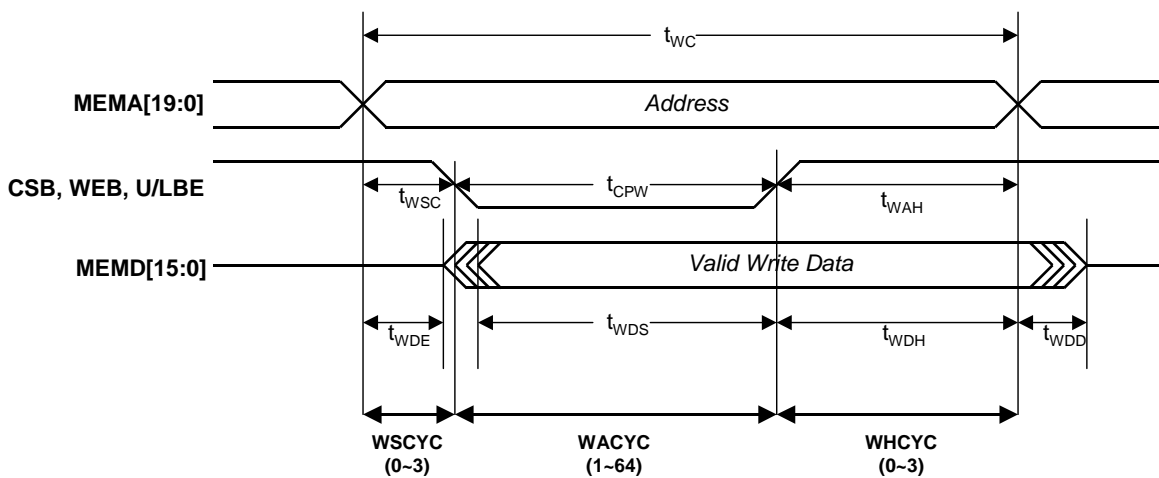 tWC
MEMA[19:0]
Address
CSB, WEB, U/LBE
tWSC
tCPW
tWAH
MEMD[15:0]
Valid Write Data
tWDE
tWDS
tWDH
tWDD
WSCYC
(0~3)
WACYC
(1~64)
WHCYC
(0~3)